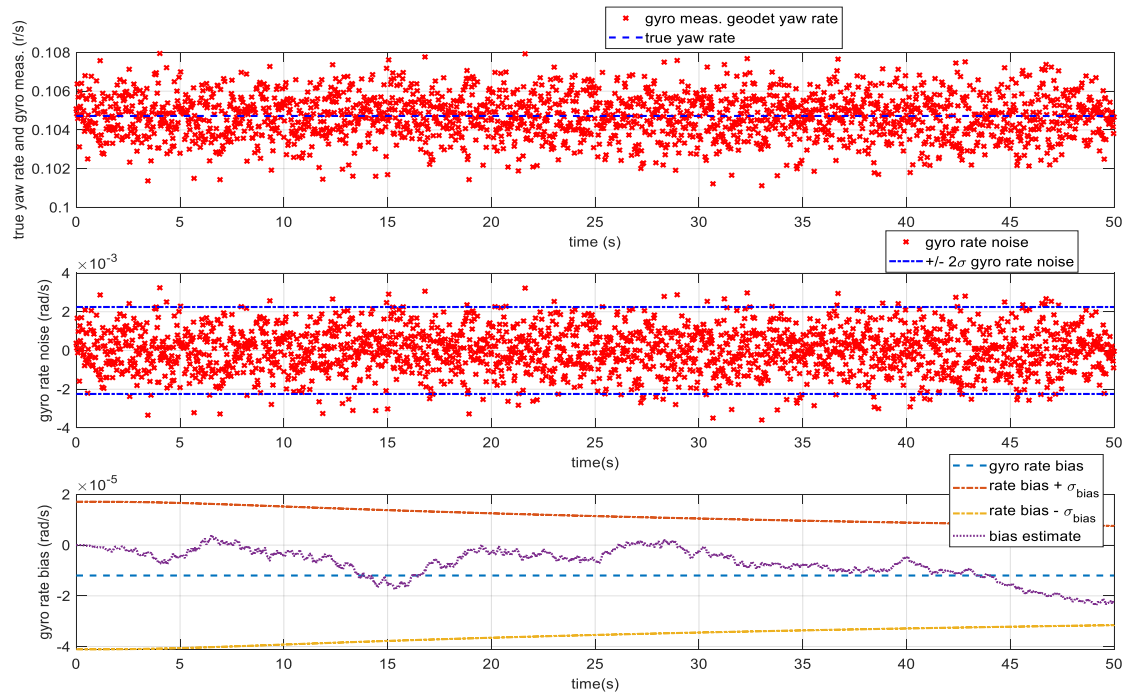 gyro meas. geodet yaw rate
true yaw rate
true yaw rate and gyro meas. (r/s)
0.108
0.106
0.104
0.102
0.1
0 5 10 15 20 25 30 35 40 45 50
time (s)
gyro rate noise
+/- 2σ gyro rate noise
×10⁻³
gyro rate noise (rad/s)
4
2
0
-2
-4
0 5 10 15 20 25 30 35 40 45 50
time(s)
gyro rate bias
rate bias + σ_bias
rate bias - σ_bias
bias estimate
×10⁻⁵
gyro rate bias (rad/s)
2
0
-2
-4
0 5 10 15 20 25 30 35 40 45 50
time(s)